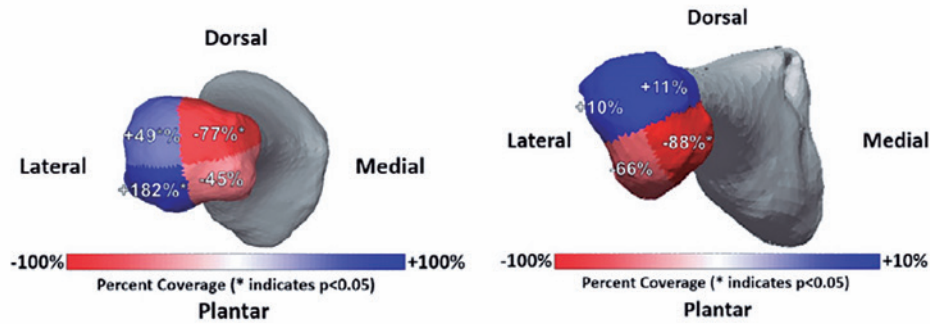 Dorsal
+49*%
-77%*
Lateral
Medial
+182%*
-45%
-100%
+100%
Percent Coverage (* indicates p<0.05)
Plantar
Dorsal
+11%
+10%
Lateral
-88%*
Medial
-66%
-100%
+10%
Percent Coverage (* indicates p<0.05)
Plantar